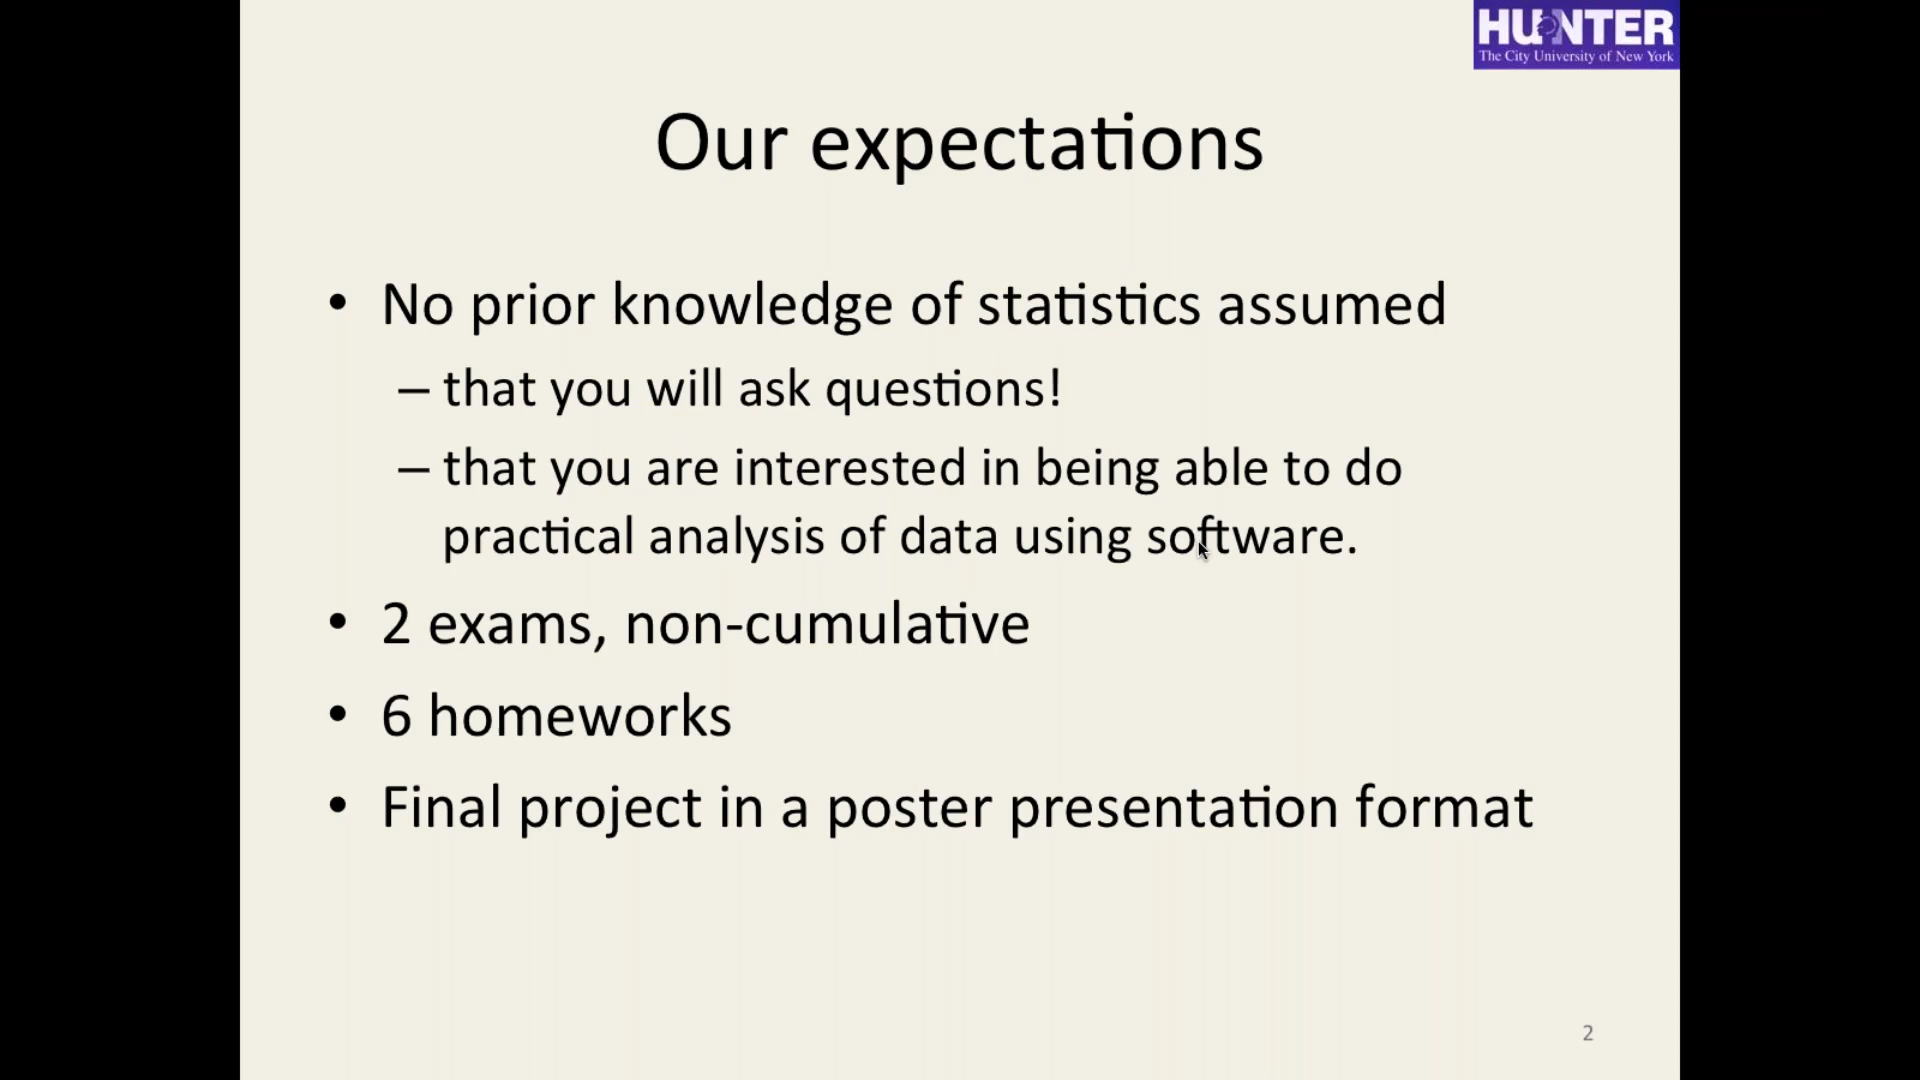 HUNTER
The City University of New York
Our expectations
• No prior knowledge of statistics assumed
– that you will ask questions!
– that you are interested in being able to do
practical analysis of data using software.
• 2 exams, non-cumulative
• 6 homeworks
• Final project in a poster presentation format
2